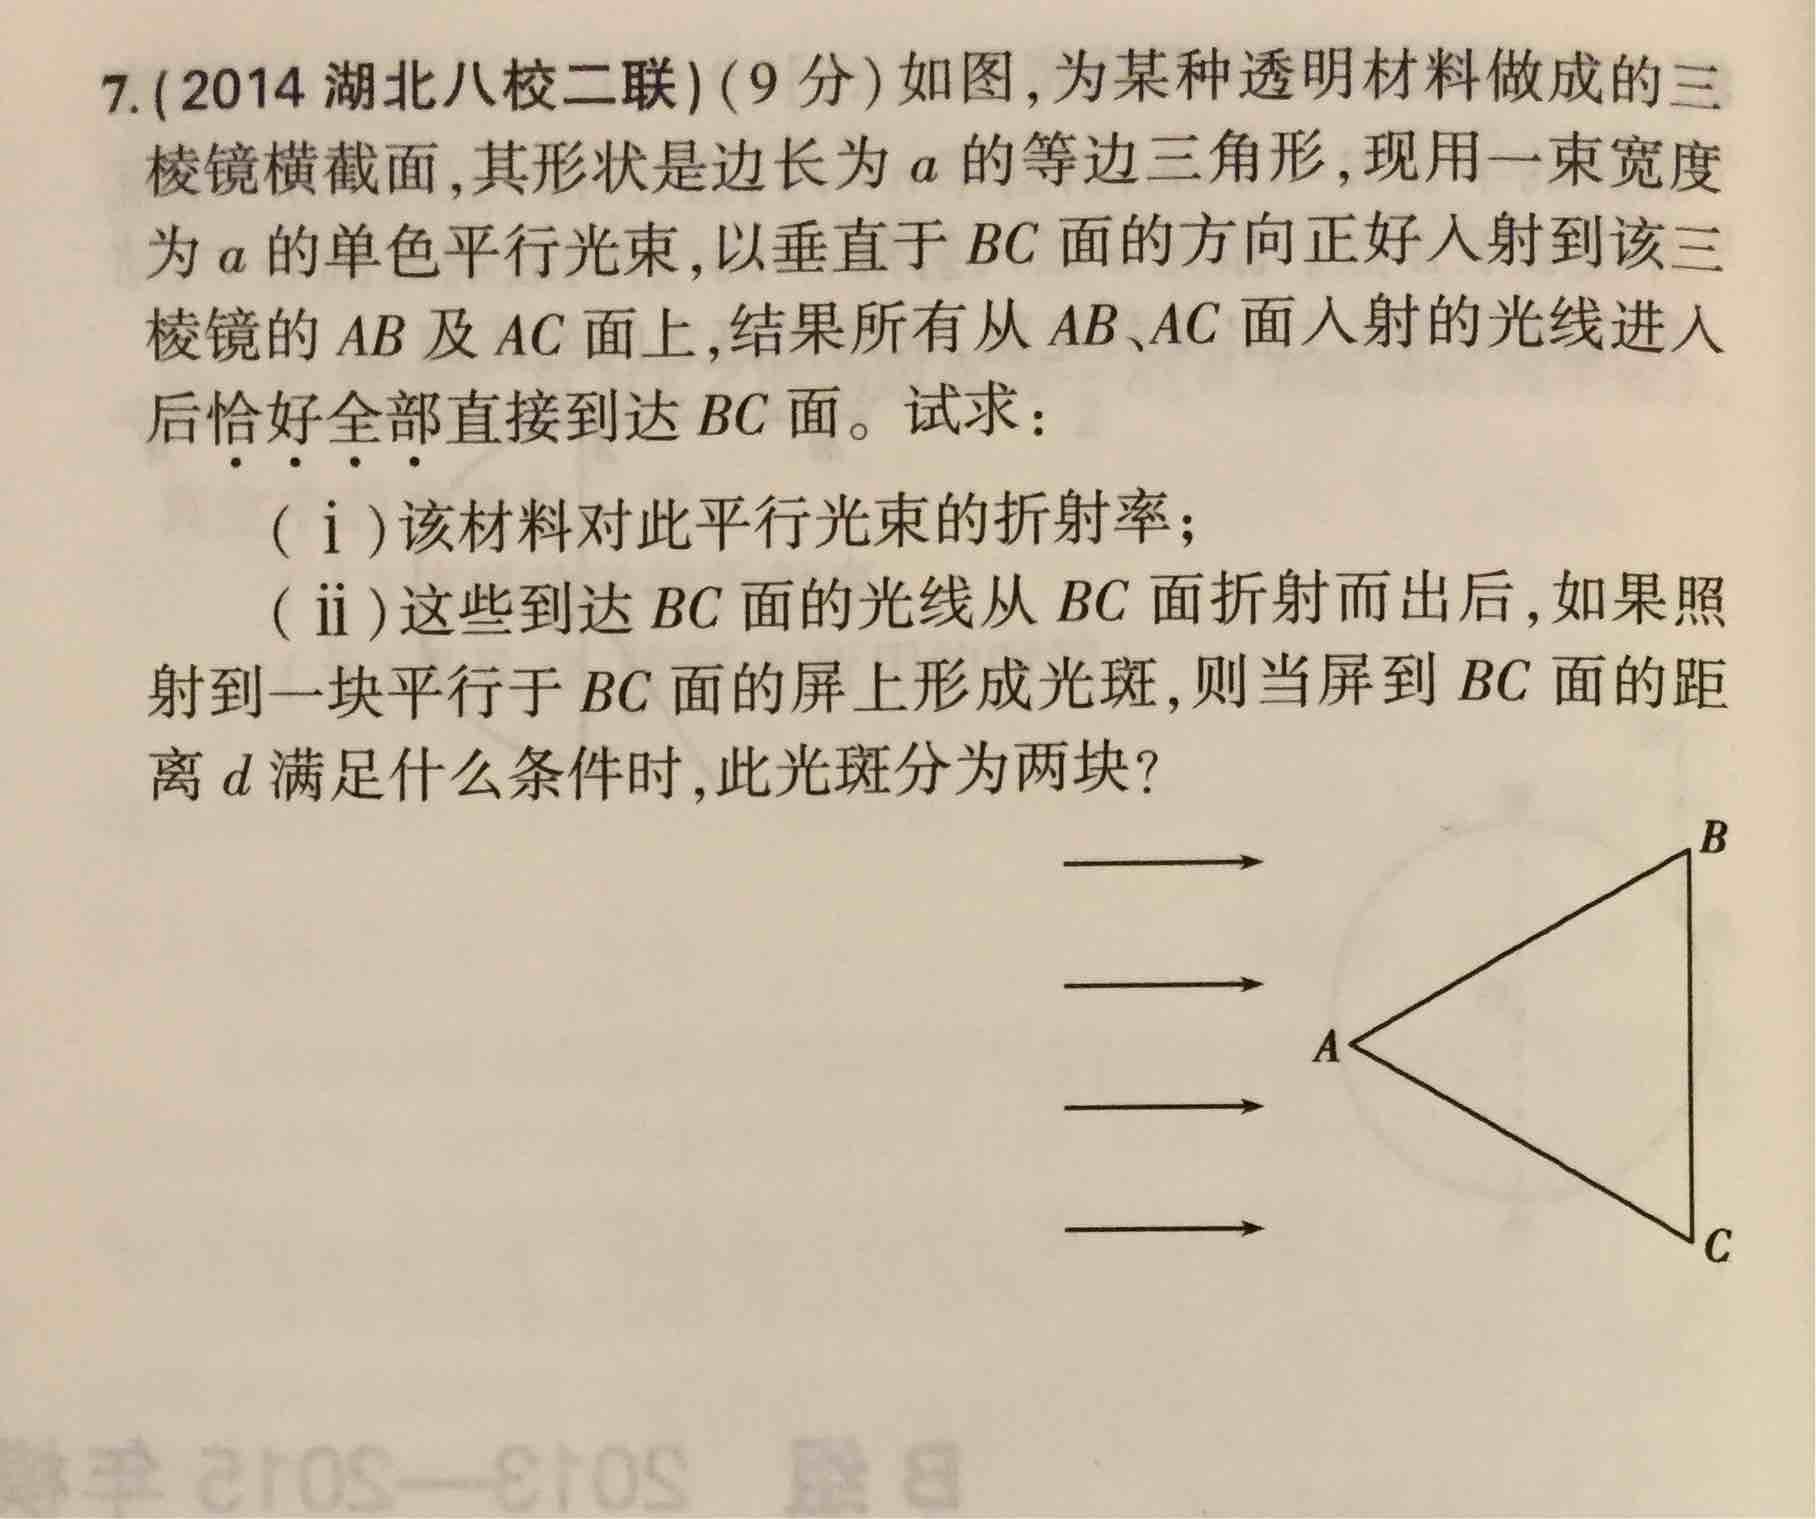 7.(2014 湖北八校二联)(9 分)如图,为某种透明材料做成的三
棱镜横截面,其形状是边长为 a 的等边三角形,现用一束宽度
为 a 的单色平行光束,以垂直于 BC 面的方向正好入射到该三
棱镜的 AB 及 AC 面上,结果所有从 AB、AC 面入射的光线进入
后恰好全部直接到达 BC 面。试求:
(ⅰ)该材料对此平行光束的折射率;
(ⅱ)这些到达 BC 面的光线从 BC 面折射而出后,如果照
射到一块平行于 BC 面的屏上形成光斑,则当屏到 BC 面的距
离 d 满足什么条件时,此光斑分为两块?
B
A
C
B 组 2013—2015 年模